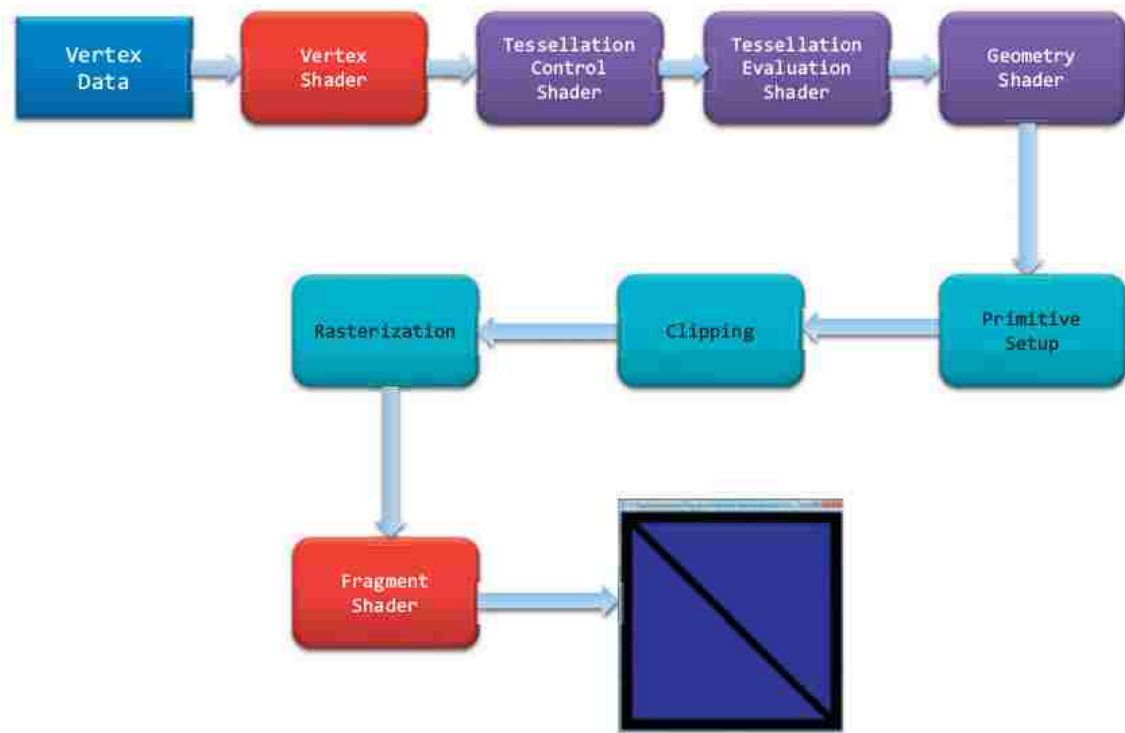 Vertex
Data
Vertex
Shader
Tessellation
Control
Shader
Tessellation
Evaluation
Shader
Geometry
Shader
Rasterization
Clipping
Primitive
Setup
Fragment
Shader